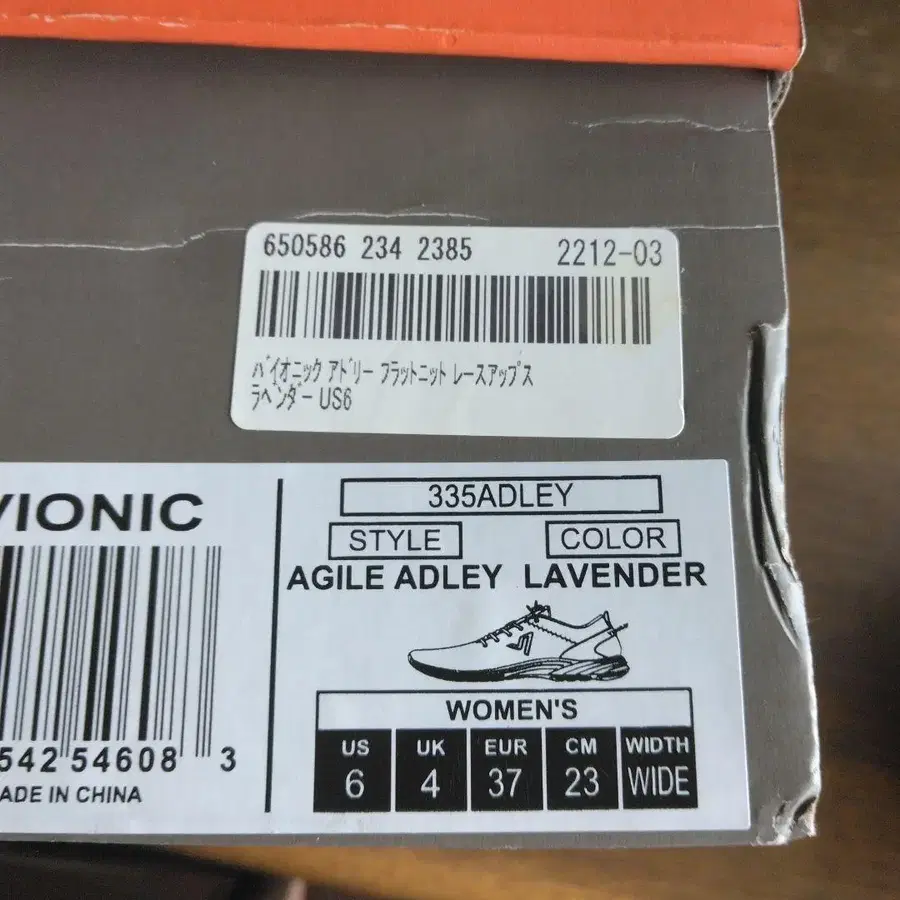 650586 234 2385 2212-03
バイオニック アドリー フラットニット レースアップス
ラベンダー US6
VIONIC
335ADLEY
STYLE COLOR
AGILE ADLEY LAVENDER
WOMEN'S
US UK EUR CM WIDTH
6 4 37 23 WIDE
542 54608 3
ADE IN CHINA